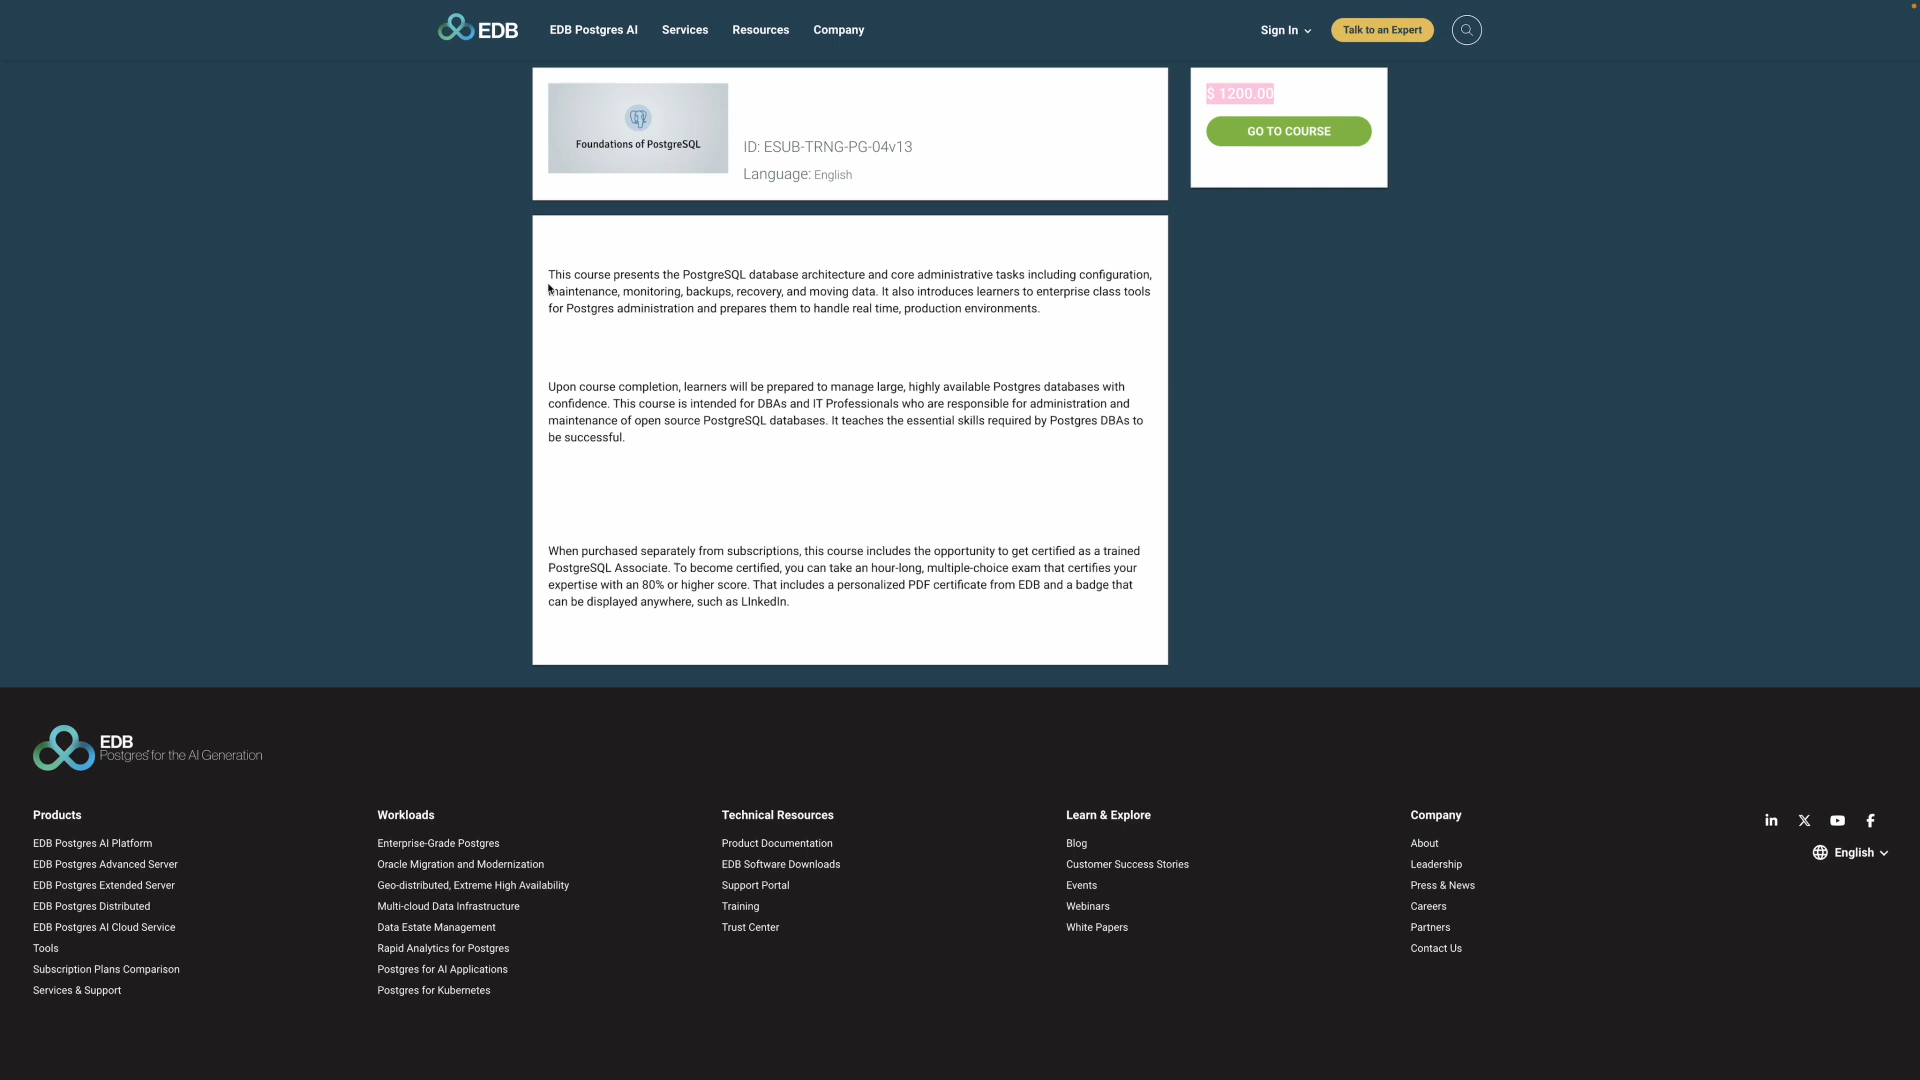 EDB
EDB Postgres AI
Services
Resources
Company
Sign In
Talk to an Expert
Foundations of PostgreSQL
ID: ESUB-TRNG-PG-04v13
Language: English
$ 1200.00
GO TO COURSE
This course presents the PostgreSQL database architecture and core administrative tasks including configuration,
maintenance, monitoring, backups, recovery, and moving data. It also introduces learners to enterprise class tools
for Postgres administration and prepares them to handle real time, production environments.
Upon course completion, learners will be prepared to manage large, highly available Postgres databases with
confidence. This course is intended for DBAs and IT Professionals who are responsible for administration and
maintenance of open source PostgreSQL databases. It teaches the essential skills required by Postgres DBAs to
be successful.
When purchased separately from subscriptions, this course includes the opportunity to get certified as a trained
PostgreSQL Associate. To become certified, you can take an hour-long, multiple-choice exam that certifies your
expertise with an 80% or higher score. That includes a personalized PDF certificate from EDB and a badge that
can be displayed anywhere, such as LInkedIn.
EDB
Postgres® for the AI Generation
Products
EDB Postgres AI Platform
EDB Postgres Advanced Server
EDB Postgres Extended Server
EDB Postgres Distributed
EDB Postgres AI Cloud Service
Tools
Subscription Plans Comparison
Services & Support
Workloads
Enterprise-Grade Postgres
Oracle Migration and Modernization
Geo-distributed, Extreme High Availability
Multi-cloud Data Infrastructure
Data Estate Management
Rapid Analytics for Postgres
Postgres for AI Applications
Postgres for Kubernetes
Technical Resources
Product Documentation
EDB Software Downloads
Support Portal
Training
Trust Center
Learn & Explore
Blog
Customer Success Stories
Events
Webinars
White Papers
Company
About
Leadership
Press & News
Careers
Partners
Contact Us
English